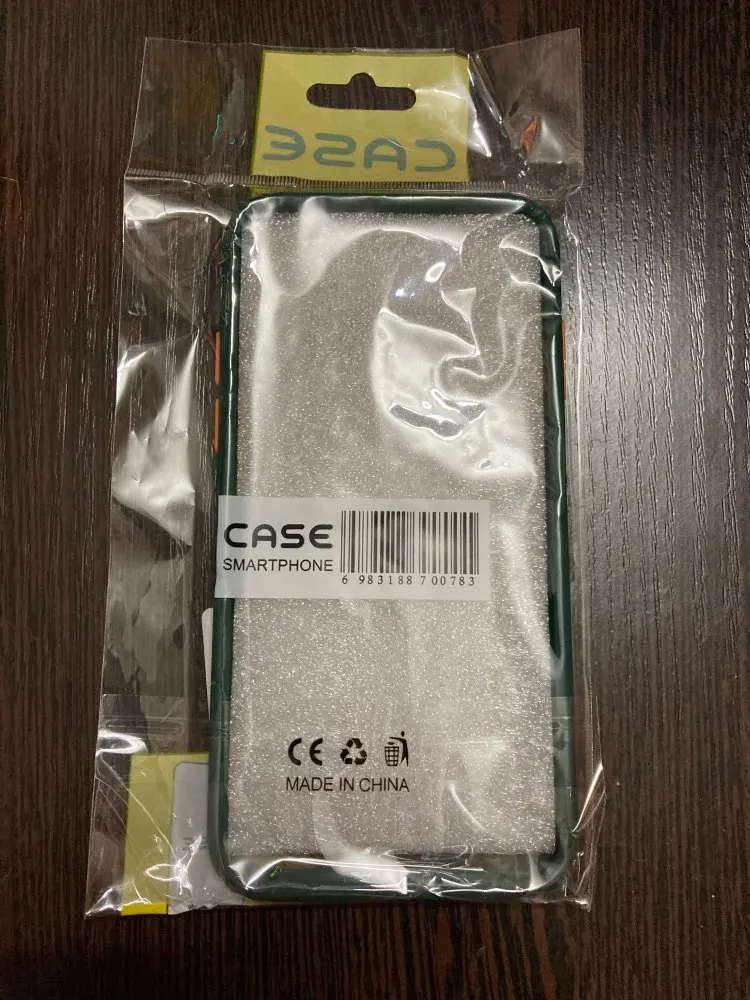 CASE
CASE
SMARTPHONE
6 983188 700783
CE
MADE IN CHINA